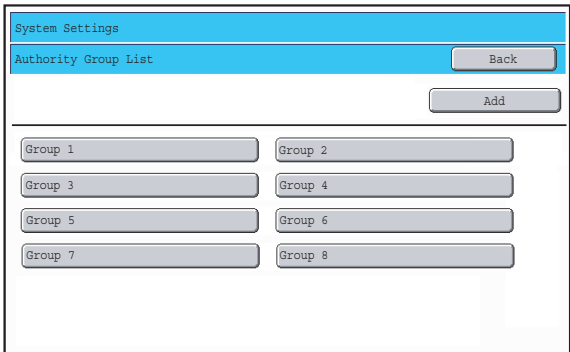 System Settings
Authority Group List
Back
Add
Group 1
Group 2
Group 3
Group 4
Group 5
Group 6
Group 7
Group 8